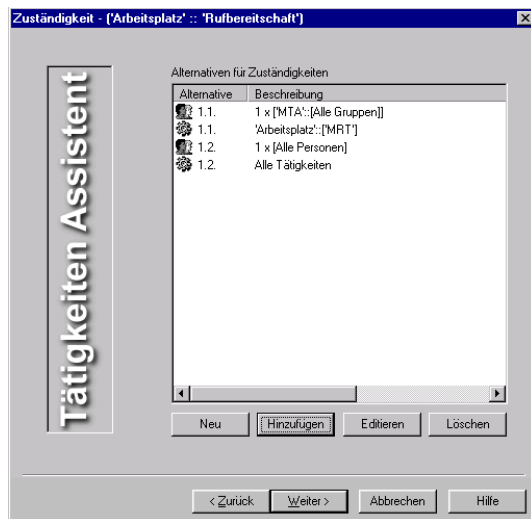 Zuständigkeit - ('Arbeitsplatz' :: 'Rufbereitschaft')
Tätigkeiten Assistent
Alternativen für Zuständigkeiten
Alternative Beschreibung
1.1. 1 x ['MTA'::[Alle Gruppen]]
1.1. 'Arbeitsplatz'::['MRT']
1.2. 1 x [Alle Personen]
1.2. Alle Tätigkeiten
Neu Hinzufügen Editieren Löschen
< Zurück Weiter > Abbrechen Hilfe